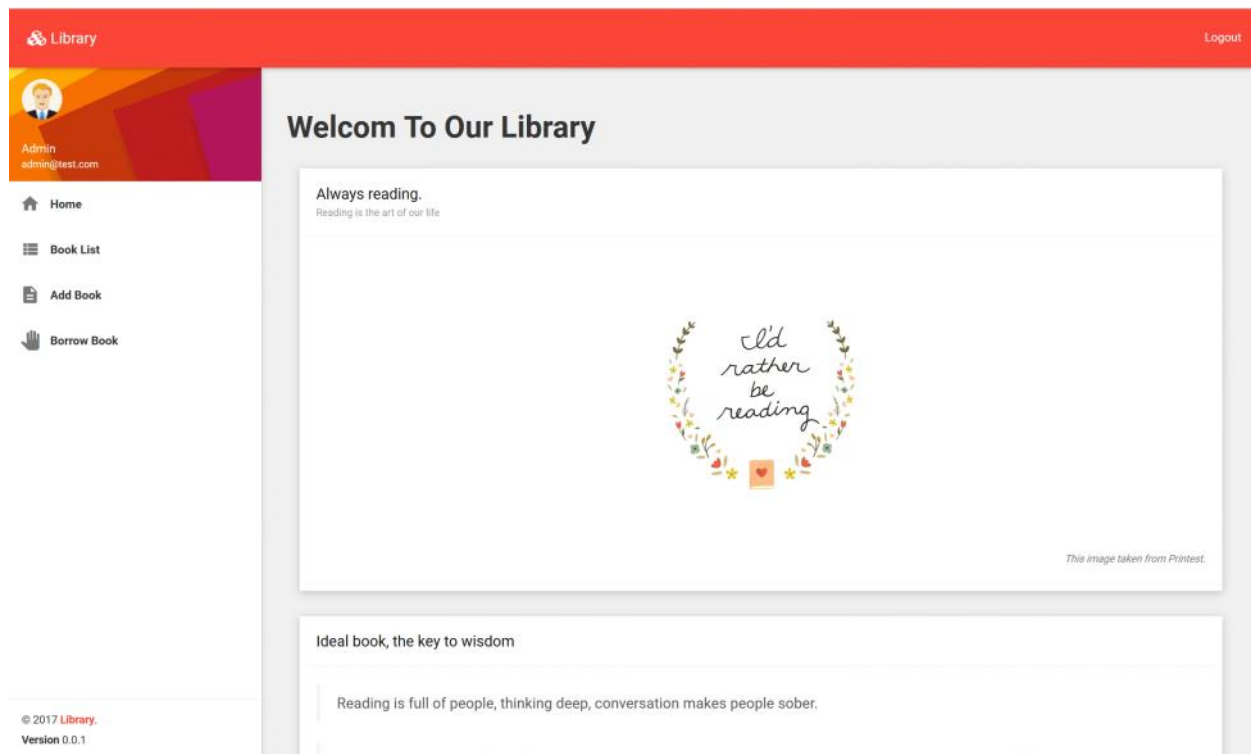 Library
Logout
Admin
admin@test.com
Home
Book List
Add Book
Borrow Book
© 2017 Library.
Version 0.0.1
Welcom To Our Library
Always reading.
Reading is the art of our life
I'd
rather
be
reading.
This image taken from Printest.
Ideal book, the key to wisdom
Reading is full of people, thinking deep, conversation makes people sober.